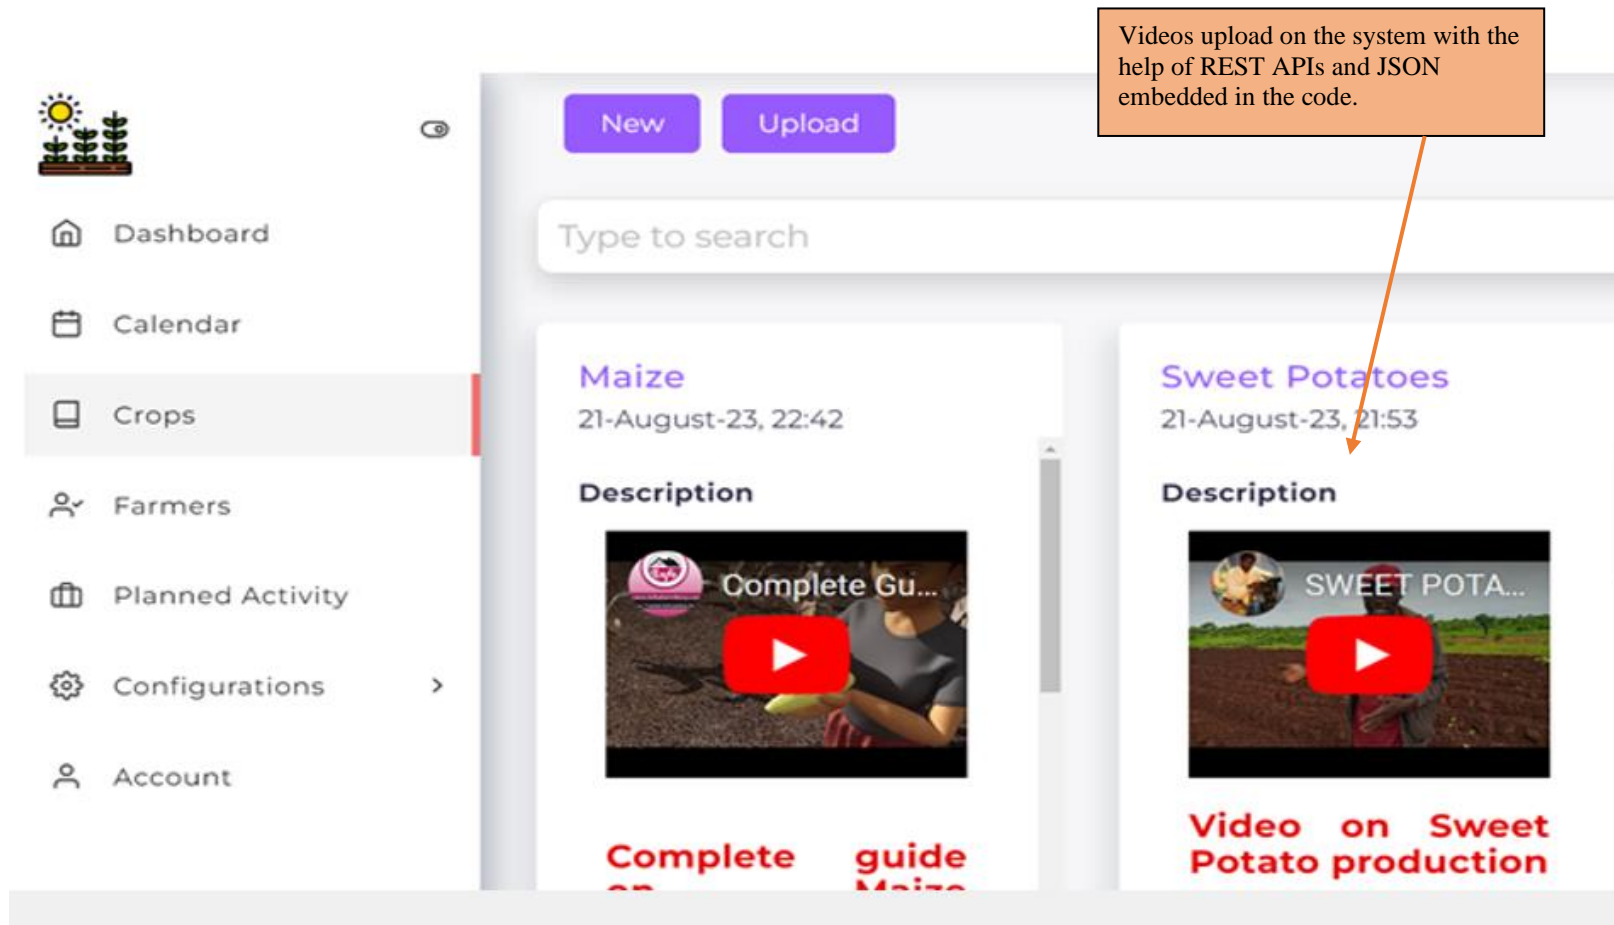 Videos upload on the system with the
help of REST APIs and JSON
embedded in the code.
New
Upload
Type to search
Dashboard
Calendar
Crops
Farmers
Planned Activity
Configurations
Account
Maize
21-August-23, 22:42
Description
Complete Gu...
Complete guide
on Maize
Sweet Potatoes
21-August-23, 21:53
Description
SWEET POTA...
Video on Sweet
Potato production